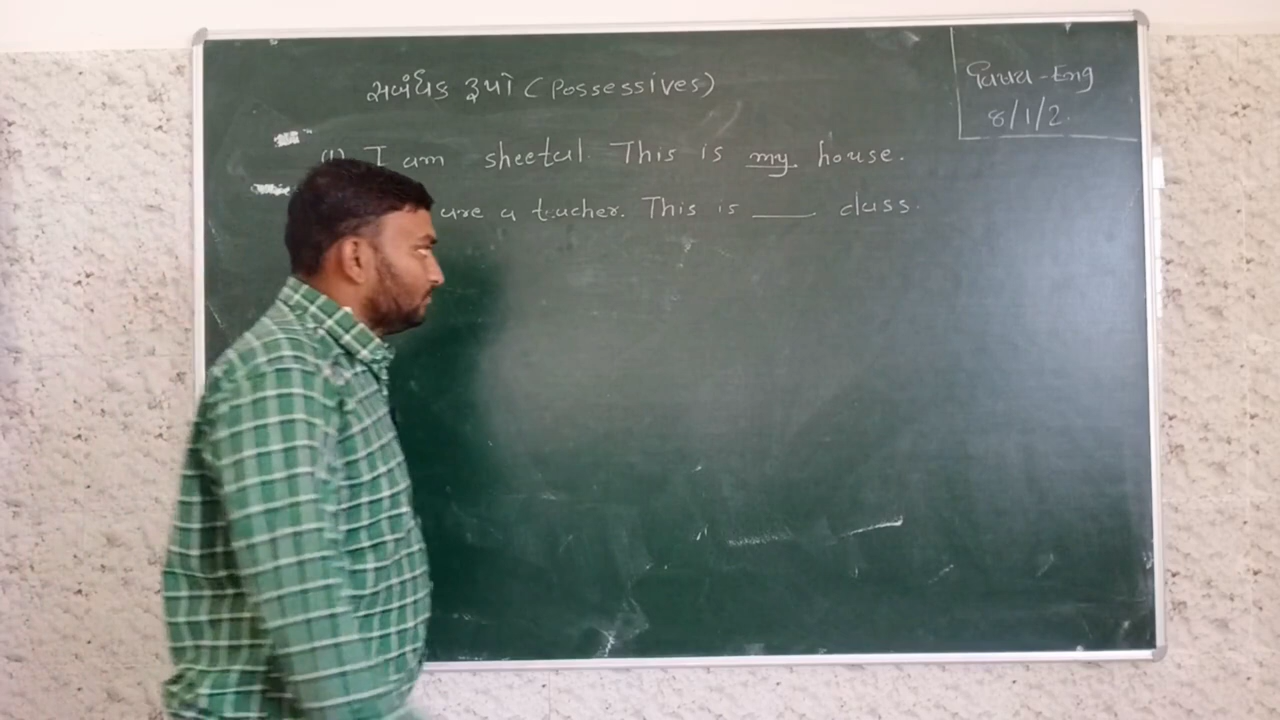 સબંધક રૂપો (Possessives)
વિષય - Eng
8/1/2.
(1) I am sheetal. This is my house.
are a teacher. This is ____ class.